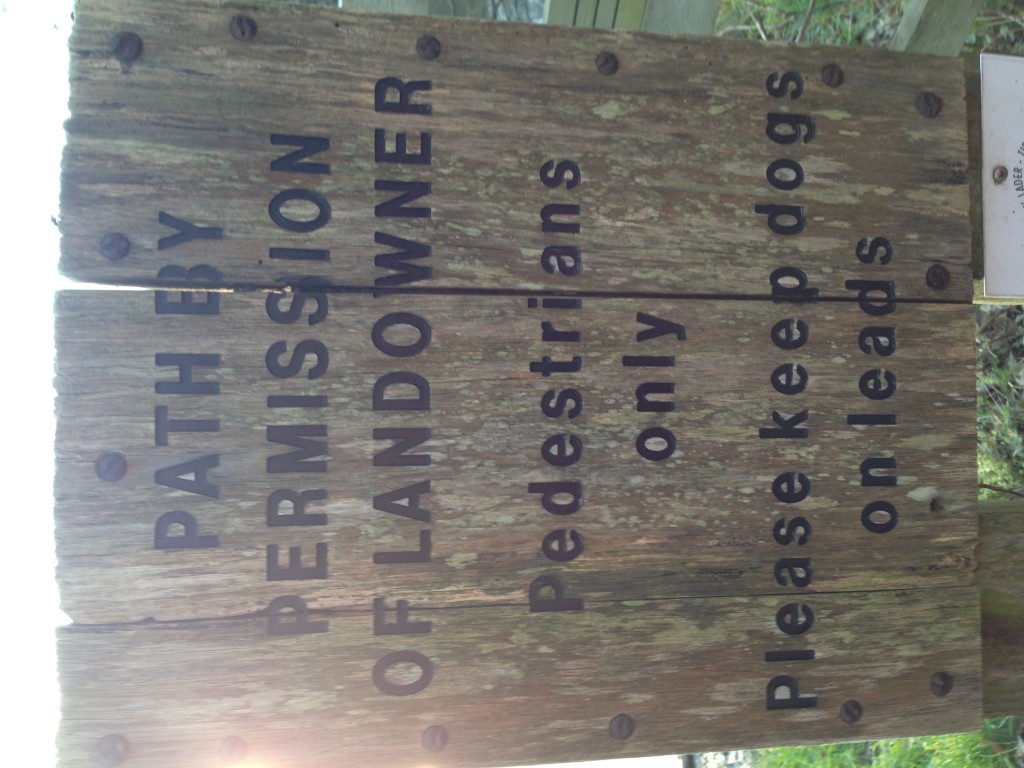 PATH BY
PERMISSION
OF LANDOWNER
Pedestrians
only
Please keep dogs
on leads